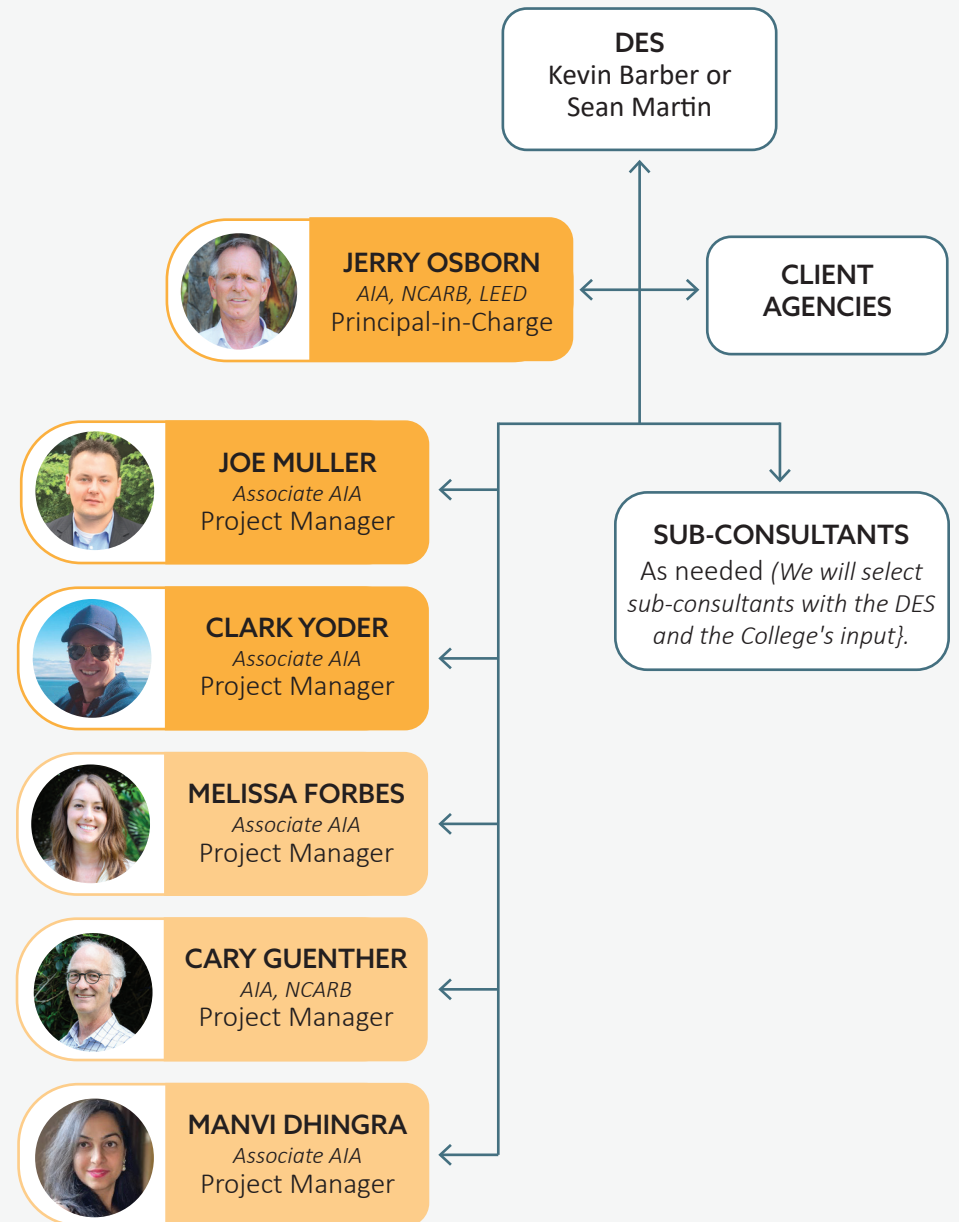 DES
Kevin Barber or
Sean Martin
JERRY OSBORN
AIA, NCARB, LEED
Principal-in-Charge
CLIENT
AGENCIES
JOE MULLER
Associate AIA
Project Manager
SUB-CONSULTANTS
As needed (We will select
sub-consultants with the DES
and the College's input}.
CLARK YODER
Associate AIA
Project Manager
MELISSA FORBES
Associate AIA
Project Manager
CARY GUENTHER
AIA, NCARB
Project Manager
MANVI DHINGRA
Associate AIA
Project Manager